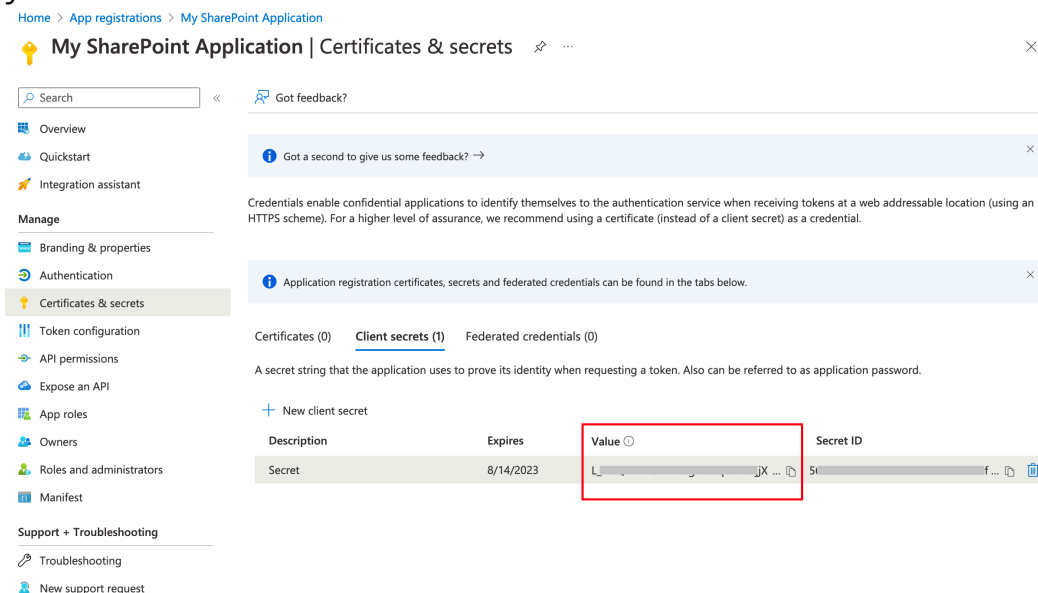 Home > App registrations > My SharePoint Application
My SharePoint Application | Certificates & secrets ...
Search «
Overview
Quickstart
Integration assistant
Manage
Branding & properties
Authentication
Certificates & secrets
Token configuration
API permissions
Expose an API
App roles
Owners
Roles and administrators
Manifest
Support + Troubleshooting
Troubleshooting
New support request
Got feedback?
Got a second to give us some feedback? →
Credentials enable confidential applications to identify themselves to the authentication service when receiving tokens at a web addressable location (using an
HTTPS scheme). For a higher level of assurance, we recommend using a certificate (instead of a client secret) as a credential.
Application registration certificates, secrets and federated credentials can be found in the tabs below.
Certificates (0) Client secrets (1) Federated credentials (0)
A secret string that the application uses to prove its identity when requesting a token. Also can be referred to as application password.
+ New client secret
Description Expires Value Secret ID
Secret 8/14/2023